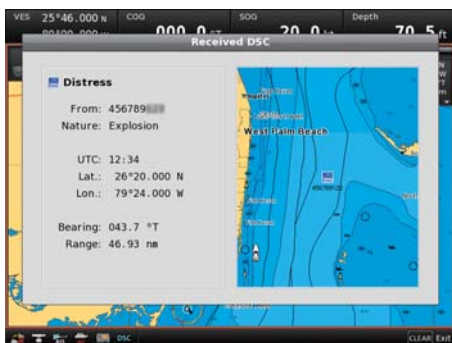 VES 25°46.000 N COG SOG Depth
000.0 °T 20.0 70.5 ft
Received DSC
Distress
From: 456789
Nature: Explosion
UTC: 12:34
Lat.: 26°20.000 N
Lon.: 79°24.000 W
Bearing: 043.7 °T
Range: 46.93 nm
West Palm Beach
DSC
CLEAR Exit